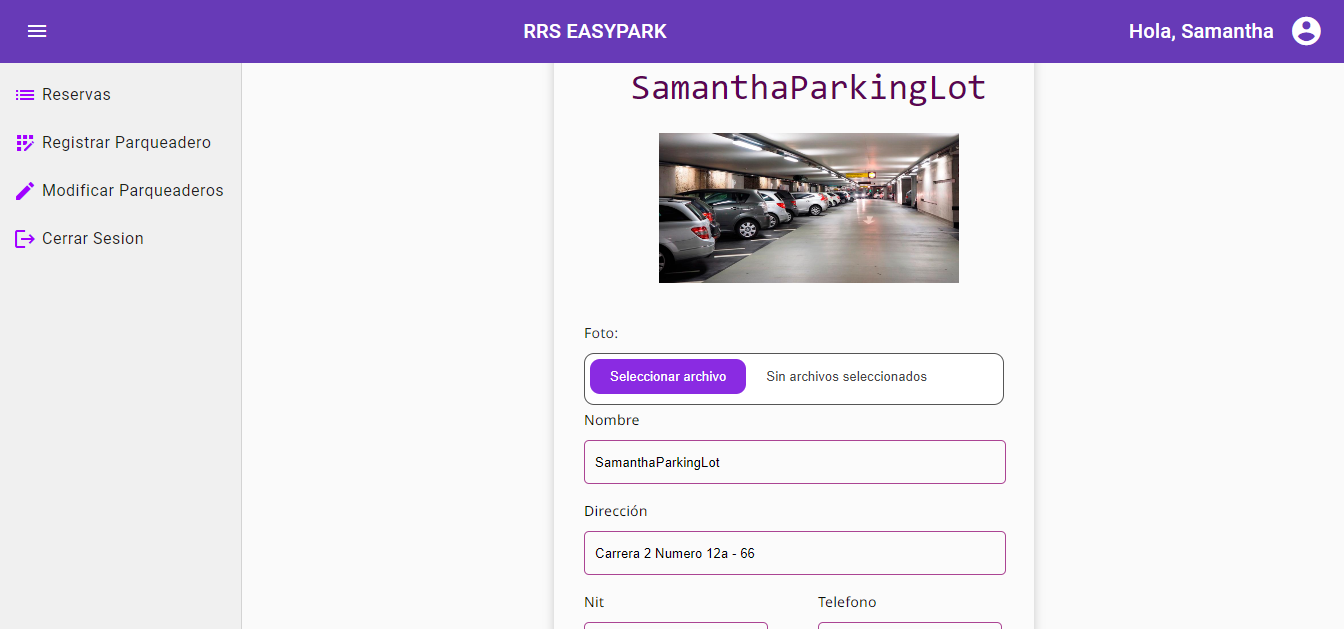 RRS EASYPARK
Hola, Samantha
Reservas
Registrar Parqueadero
Modificar Parqueaderos
Cerrar Sesion
SamanthaParkingLot
Foto:
Seleccionar archivo Sin archivos seleccionados
Nombre
SamanthaParkingLot
Dirección
Carrera 2 Numero 12a - 66
Nit Telefono